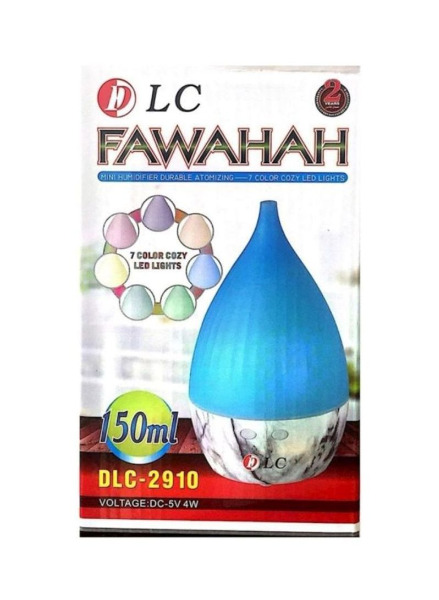 DLC
2
YEARS
FAWAHAH
MINI HUMIDIFIER DURABLE ATOMIZING——7 COLOR COZY LED LIGHTS
7 COLOR COZY
LED LIGHTS
150ml
DLC
DLC-2910
VOLTAGE:DC-5V 4W